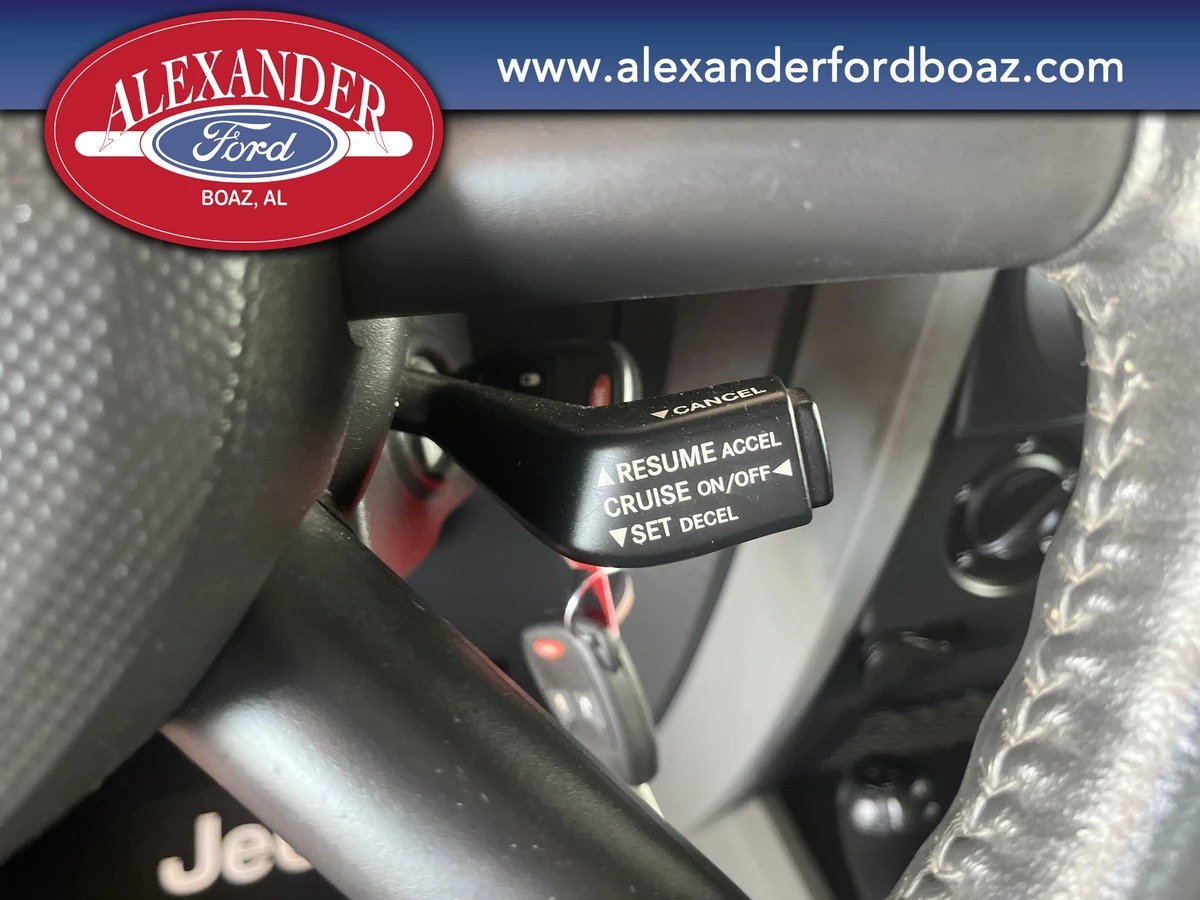 www.alexanderfordboaz.com
ALEXANDER
Ford
BOAZ, AL
▼CANCEL
▲RESUME ACCEL
CRUISE ON/OFF◀
▼SET DECEL